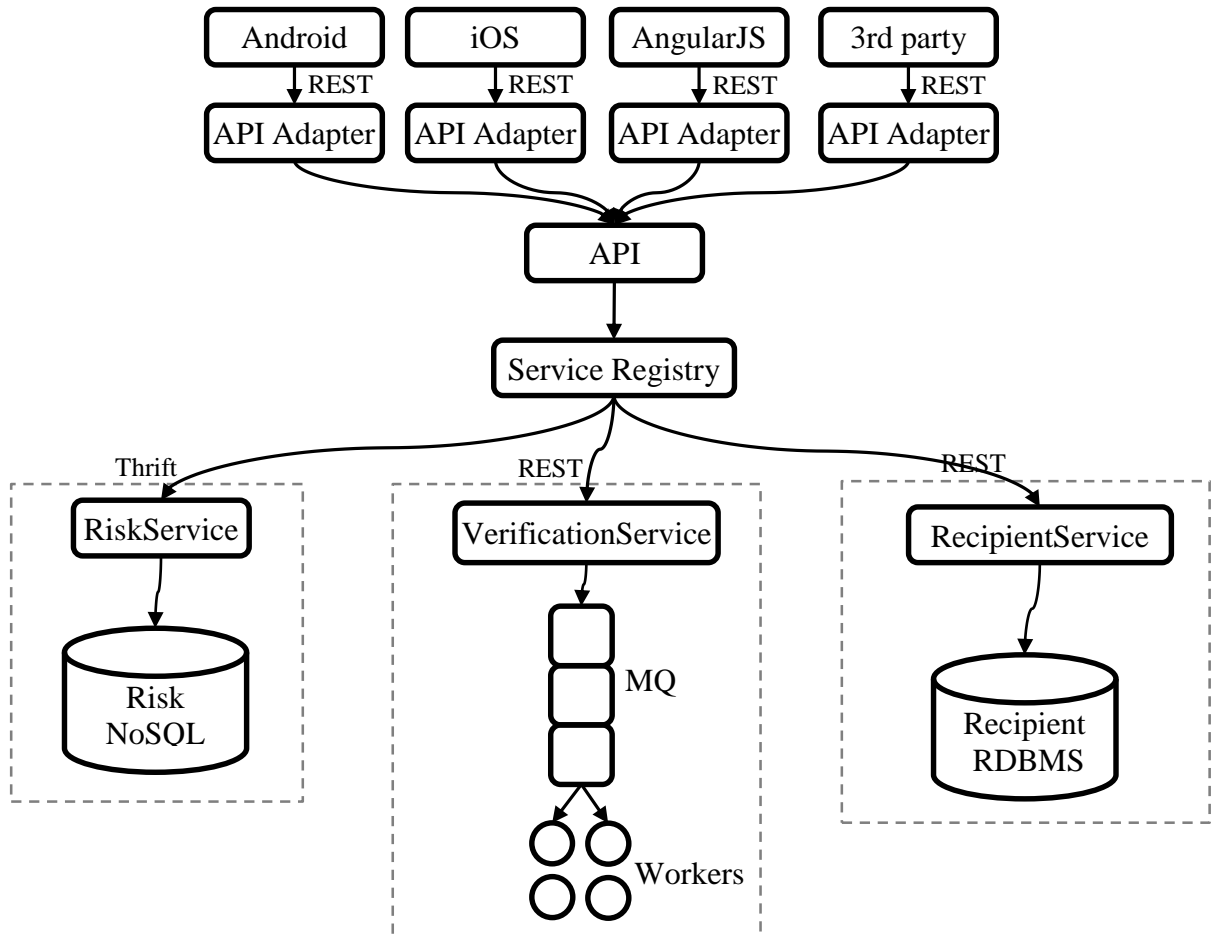 Android
iOS
AngularJS
3rd party
REST
REST
REST
REST
API Adapter
API Adapter
API Adapter
API Adapter
API
Service Registry
Thrift
REST
REST
RiskService
VerificationService
RecipientService
Risk
NoSQL
MQ
Recipient
RDBMS
Workers